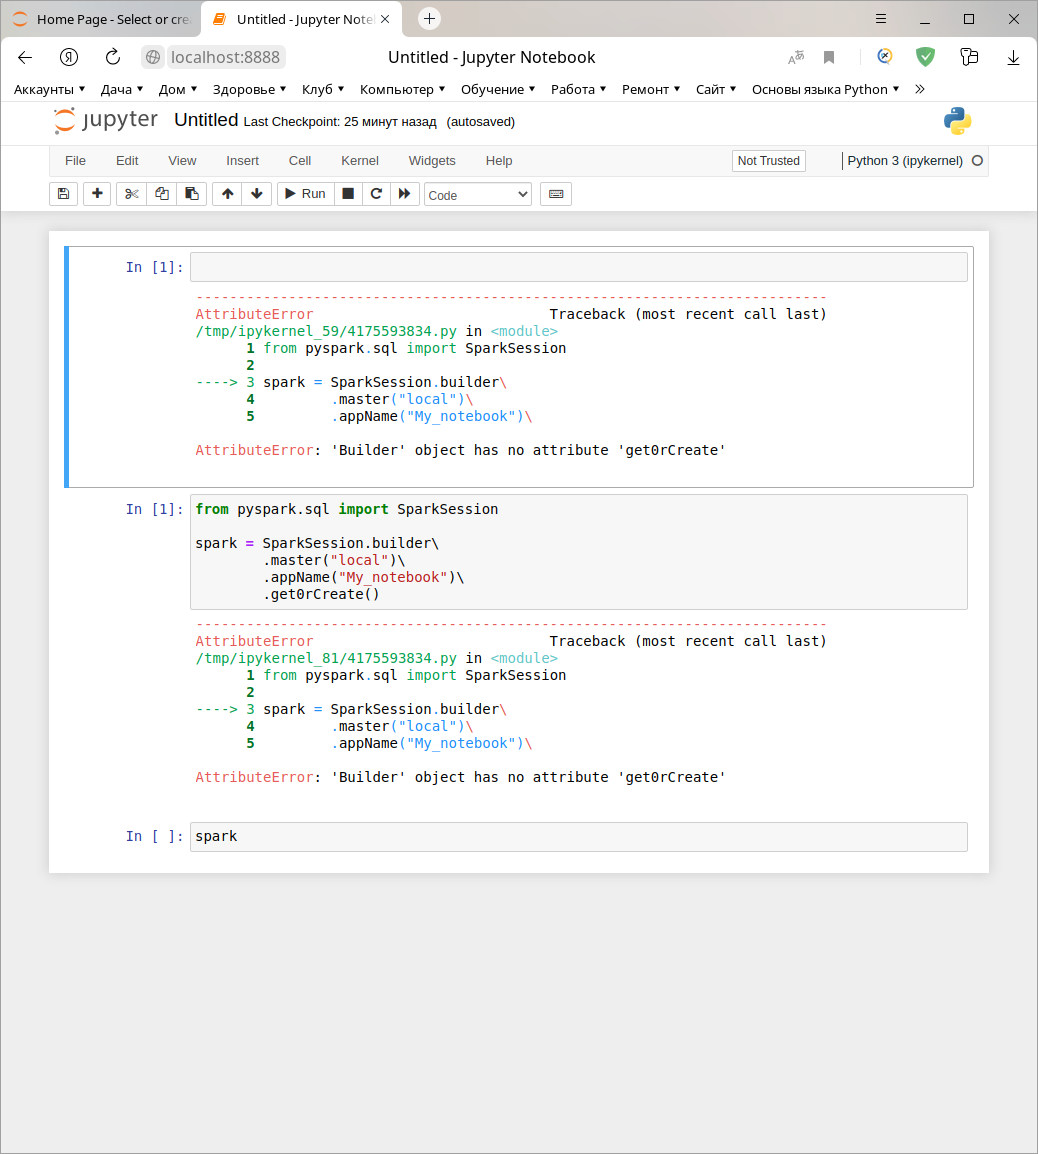 Home Page - Select or cre
Untitled - Jupyter Note
localhost:8888
Untitled - Jupyter Notebook
Аккаунты Дача Дом Здоровье Клуб Компьютер Обучение Работа Ремонт Сайт Основы языка Python »
jupyter Untitled Last Checkpoint: 25 минут назад (autosaved)
File Edit View Insert Cell Kernel Widgets Help Not Trusted Python 3 (ipykernel)
Run Code
In [1]:
---------------------------------------------------------------------------
AttributeError                            Traceback (most recent call last)
/tmp/ipykernel_59/4175593834.py in <module>
      1 from pyspark.sql import SparkSession
      2
----> 3 spark = SparkSession.builder\
      4         .master("local")\
      5         .appName("My_notebook")\
AttributeError: 'Builder' object has no attribute 'get0rCreate'
In [1]: from pyspark.sql import SparkSession
spark = SparkSession.builder\
        .master("local")\
        .appName("My_notebook")\
        .get0rCreate()
---------------------------------------------------------------------------
AttributeError                            Traceback (most recent call last)
/tmp/ipykernel_81/4175593834.py in <module>
      1 from pyspark.sql import SparkSession
      2
----> 3 spark = SparkSession.builder\
      4         .master("local")\
      5         .appName("My_notebook")\
AttributeError: 'Builder' object has no attribute 'get0rCreate'
In [ ]: spark